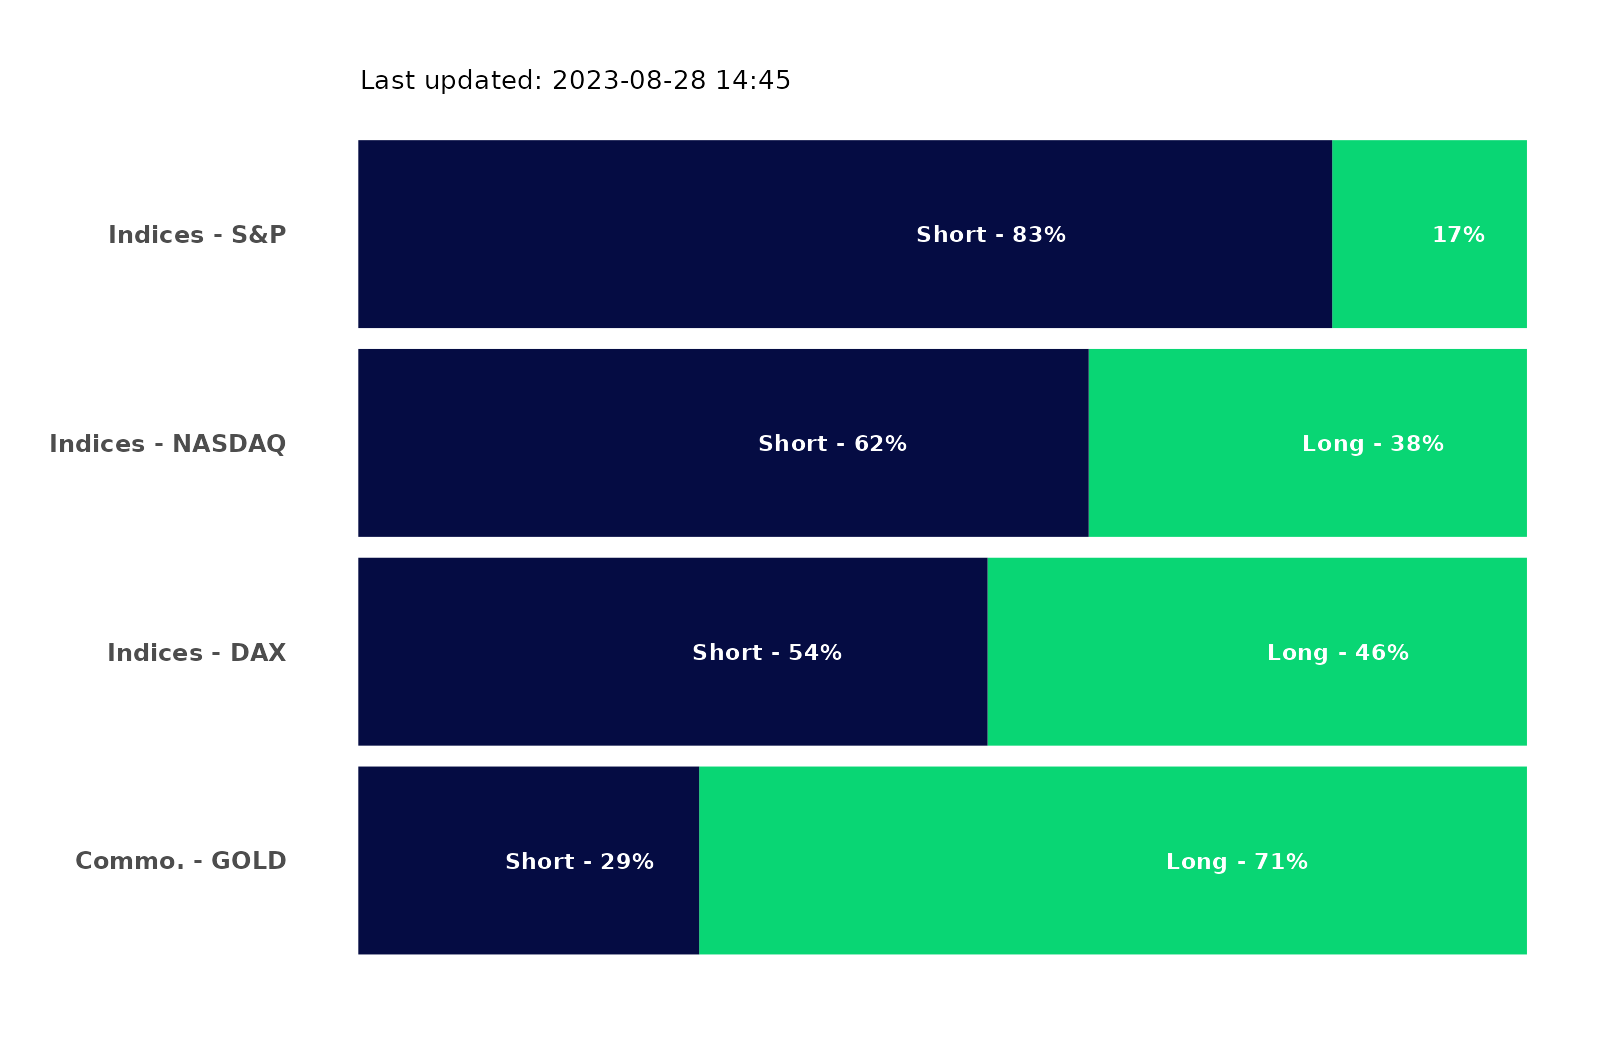 Last updated: 2023-08-28 14:45
Indices - S&P Short - 83% 17%
Indices - NASDAQ Short - 62% Long - 38%
Indices - DAX Short - 54% Long - 46%
Commo. - GOLD Short - 29% Long - 71%